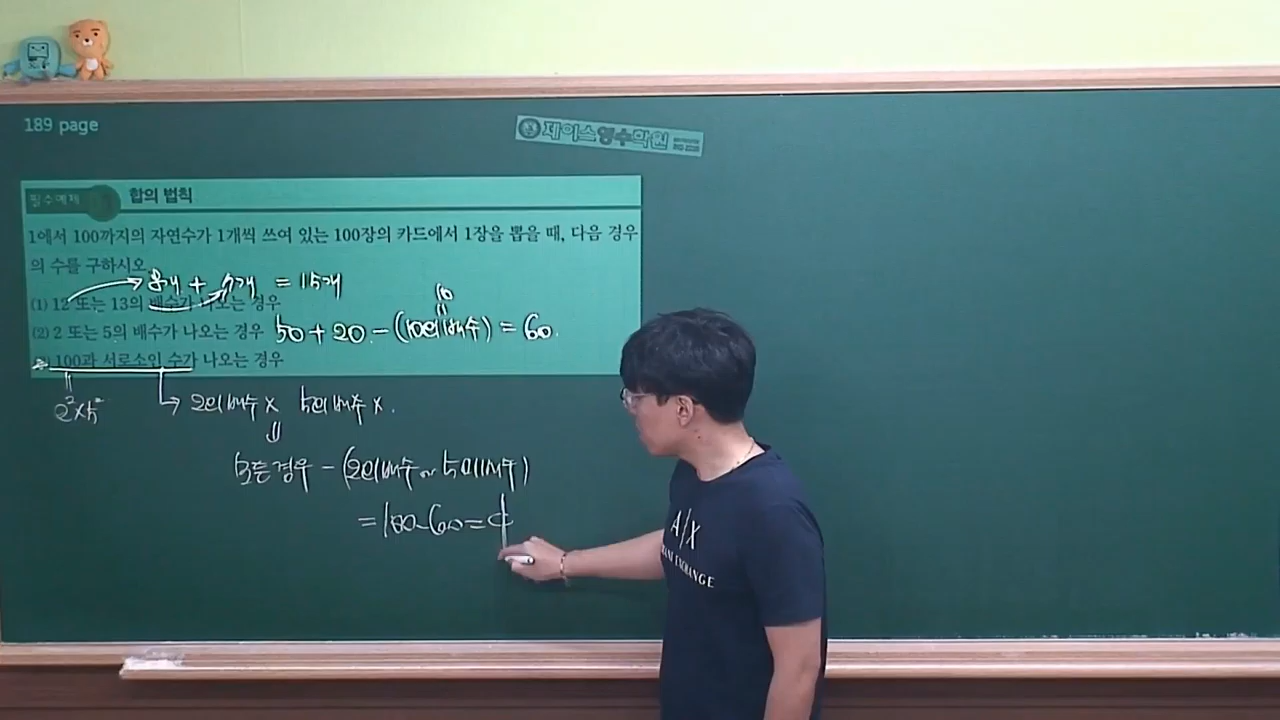 189 page
제이스영수학원
필수예제 합의 법칙
1에서 100까지의 자연수가 1개씩 쓰여 있는 100장의 카드에서 1장을 뽑을 때, 다음 경우
의 수를 구하시오.
8개 + 7개 = 15개
(1) 12 또는 13의 배수가 나오는 경우
10
(2) 2 또는 5의 배수가 나오는 경우 50+20-(10의배수) = 60.
100과 서로소인 수가 나오는 경우
2²×5² → 2의배수 × 5의배수 ×.
모든경우 - (2의배수 or 5의배수)
=100-60=4
A/X
EXCHANGE